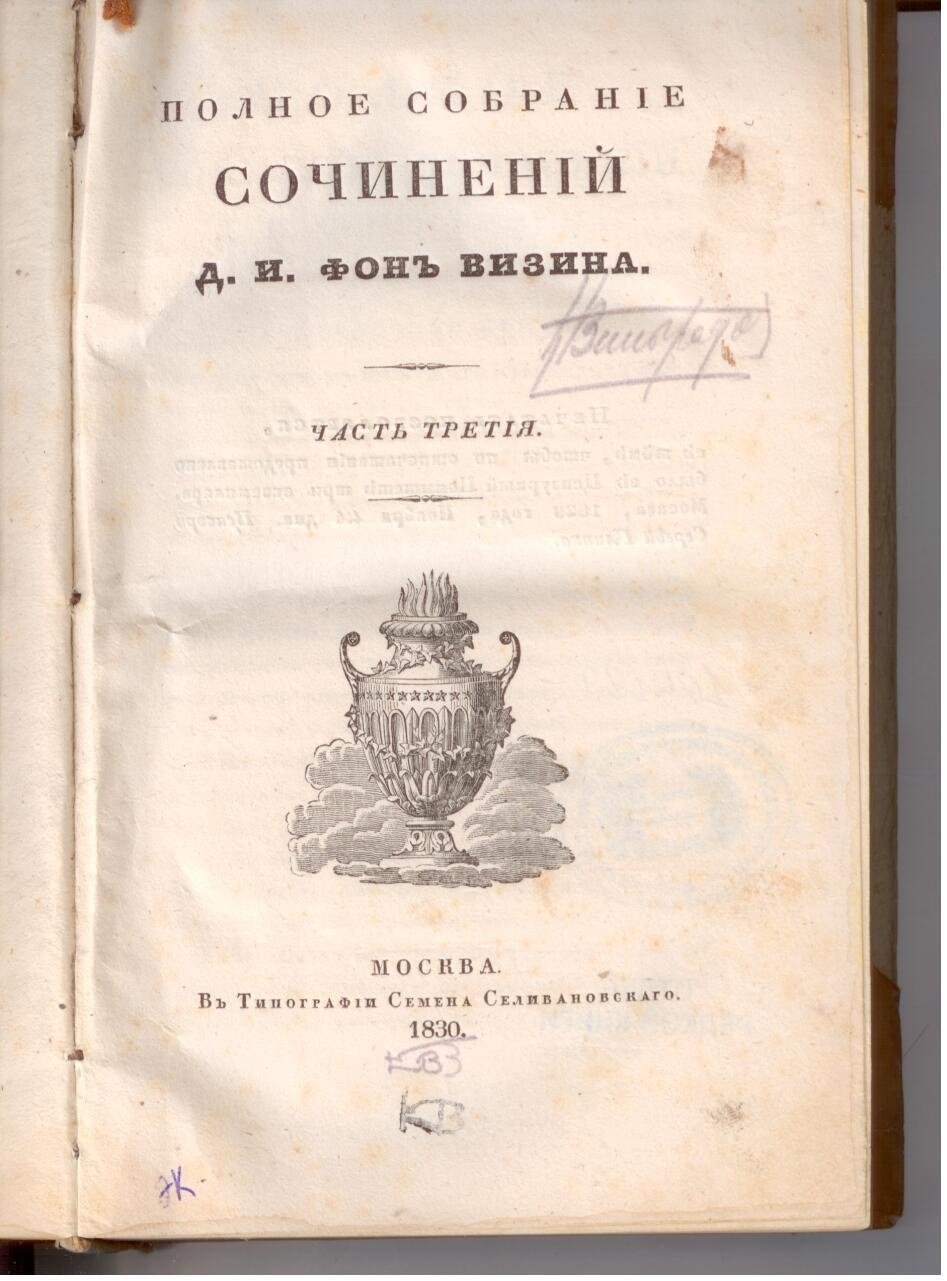 ПОЛНОЕ СОБРАНІЕ
СОЧИНЕНІЙ
Д. И. ФОНЪ ВИЗИНА.
ЧАСТЬ ТРЕТІЯ.
МОСКВА.
Въ Типографіи Семена Селивановскаго.
1830.